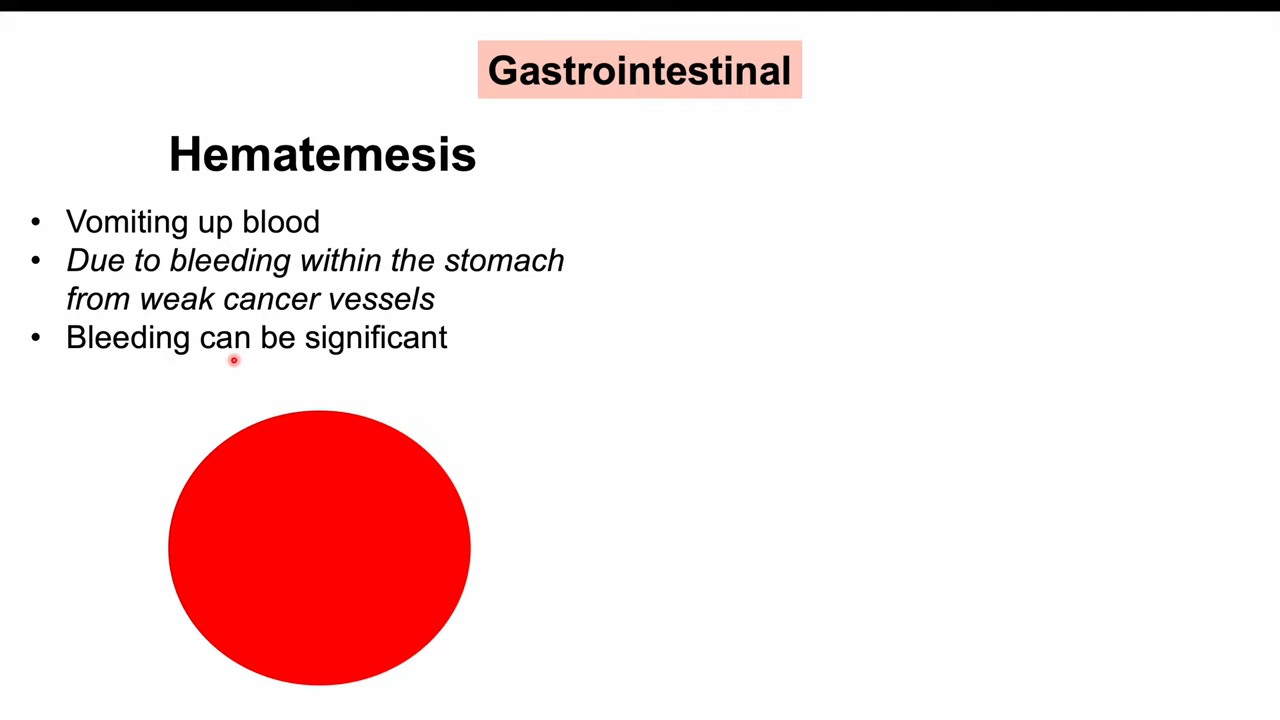 Gastrointestinal
Hematemesis
• Vomiting up blood
• Due to bleeding within the stomach
from weak cancer vessels
• Bleeding can be significant